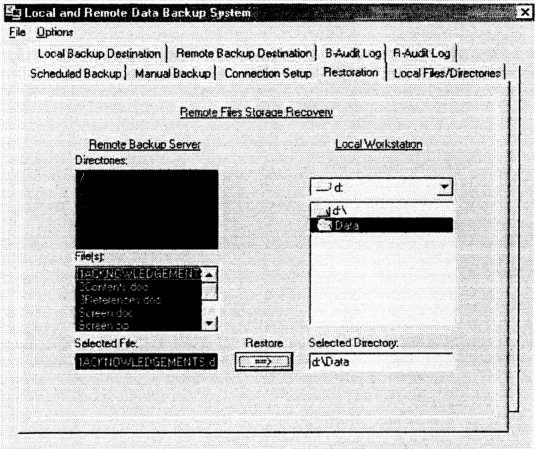 Local and Remote Data Backup System
File Options
Local Backup Destination Remote Backup Destination B-Audit Log R-Audit Log
Scheduled Backup Manual Backup Connection Setup Restoration Local Files/Directories
Remote Files Storage Recovery
Remote Backup Server Local Workstation
Directories:
/
d:
d:\
Data
File(s):
1ACKNOWLEDGEMENT
2Contents.doc
3References.doc
Screen.doc
Screen.zip
Selected File: Restore Selected Directory:
1ACKNOWLEDGEMENTS.d ==> d:\Data